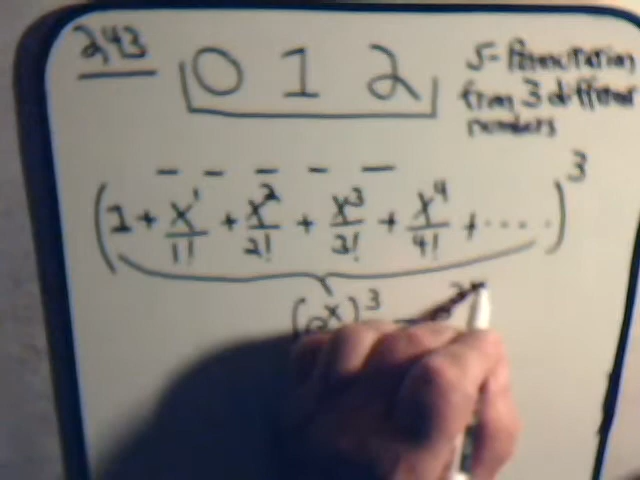 243
0 1 2
5-Permutation
from 3 different
numbers
(1 + x¹/1! + x²/2! + x³/3! + x⁴/4! + ....)³
(eˣ)³ =